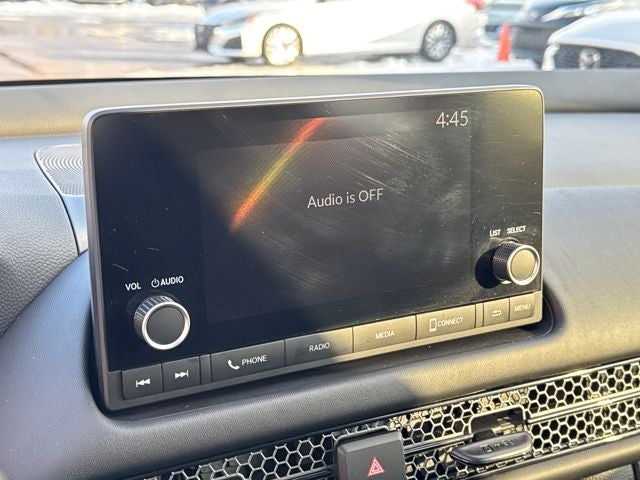 4:45
Audio is OFF
LIST SELECT
VOL AUDIO
PHONE RADIO MEDIA CONNECT MENU